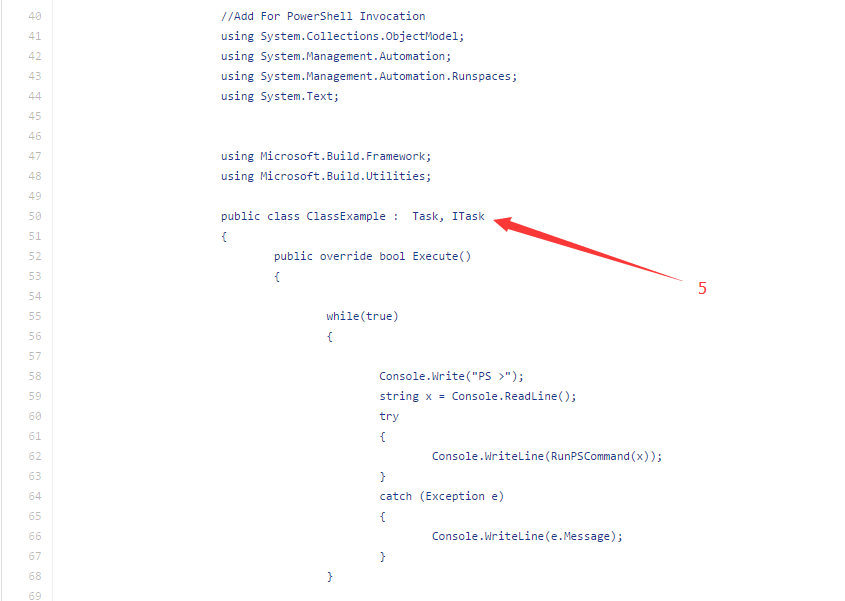 40 //Add For PowerShell Invocation
41 using System.Collections.ObjectModel;
42 using System.Management.Automation;
43 using System.Management.Automation.Runspaces;
44 using System.Text;
45
46
47 using Microsoft.Build.Framework;
48 using Microsoft.Build.Utilities;
49
50 public class ClassExample :  Task, ITask
51 {
52 public override bool Execute()
53 {
54
55 while(true)
56 {
57
58 Console.Write("PS >");
59 string x = Console.ReadLine();
60 try
61 {
62 Console.WriteLine(RunPSCommand(x));
63 }
64 catch (Exception e)
65 {
66 Console.WriteLine(e.Message);
67 }
68 }
69
5